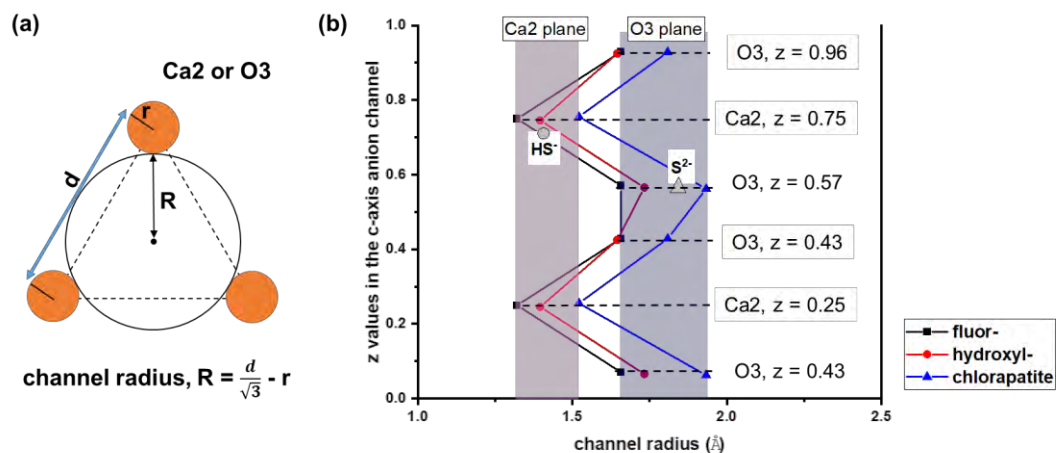 (a)
Ca2 or O3
r
d
R
channel radius, R = d/√3 - r
(b)
z values in the c-axis anion channel
1.0
0.8
0.6
0.4
0.2
0.0
Ca2 plane
O3 plane
HS-
S2-
O3, z = 0.96
Ca2, z = 0.75
O3, z = 0.57
O3, z = 0.43
Ca2, z = 0.25
O3, z = 0.43
1.0
1.5
2.0
2.5
channel radius (Å)
fluor-
hydroxyl-
chlorapatite